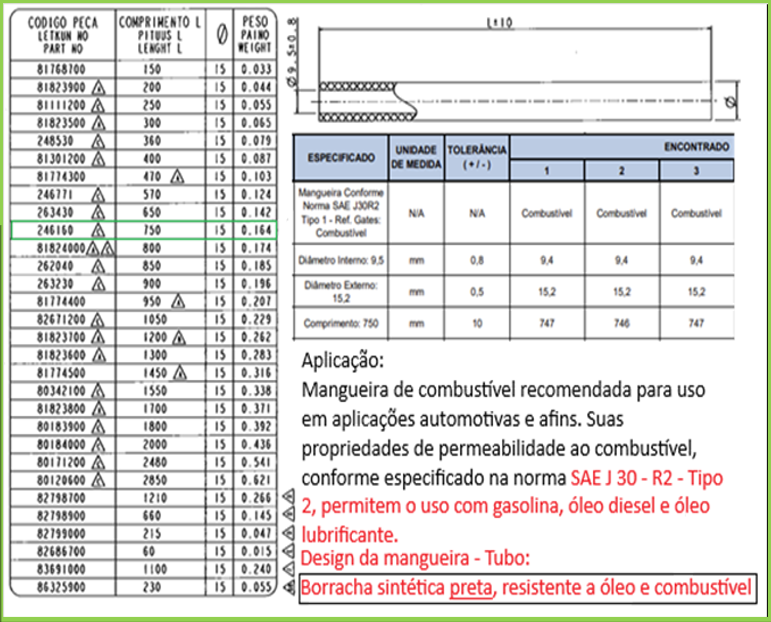 CODIGO PECA COMPRIMENTO L Ø PESO
LETKUN NO PITUUS L PAINO
PART NO LENGHT L WEIGHT
81768700 150 15 0.033
81823900 200 15 0.044
81111200 250 15 0.055
81823500 300 15 0.065
248530 360 15 0.079
81301200 400 15 0.087
81774300 470 15 0.103
246771 570 15 0.124
263430 650 15 0.142
246160 750 15 0.164
81824000 800 15 0.174
262040 850 15 0.185
263230 900 15 0.196
81774400 950 15 0.207
82671200 1050 15 0.229
81823700 1200 15 0.262
81823600 1300 15 0.283
81774500 1450 15 0.316
80342100 1550 15 0.338
81823800 1700 15 0.371
80183900 1800 15 0.392
80184000 2000 15 0.436
80171200 2480 15 0.541
80120600 2850 15 0.621
82798700 1210 15 0.266
82798900 660 15 0.145
82799000 215 15 0.047
82686700 60 15 0.015
83691000 1100 15 0.240
86325900 230 15 0.055
L±10
Ø9.5±0.8
Ø
ESPECIFICADO UNIDADE DE MEDIDA TOLERÂNCIA (+/-) ENCONTRADO
1 2 3
Mangueira Conforme
Norma SAE J30R2
Tipo 1 - Ref. Gates:
Combustível
N/A N/A Combustível Combustível Combustível
Diâmetro Interno: 9,5 mm 0,8 9,4 9,4 9,4
Diâmetro Externo:
15,2
mm 0,5 15,2 15,2 15,2
Comprimento: 750 mm 10 747 746 747
Aplicação:
Mangueira de combustível recomendada para uso
em aplicações automotivas e afins. Suas
propriedades de permeabilidade ao combustível,
conforme especificado na norma SAE J 30 - R2 - Tipo
2, permitem o uso com gasolina, óleo diesel e óleo
lubrificante.
Design da mangueira - Tubo:
Borracha sintética preta, resistente a óleo e combustível